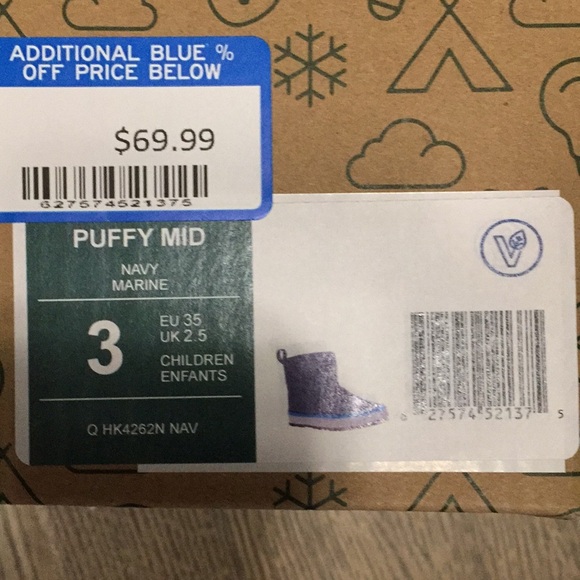 ADDITIONAL BLUE %
OFF PRICE BELOW
$69.99
627574521375
PUFFY MID
NAVY
MARINE
3
EU 35
UK 2.5
CHILDREN
ENFANTS
Q HK4262N NAV
V
6 27574 52137 5